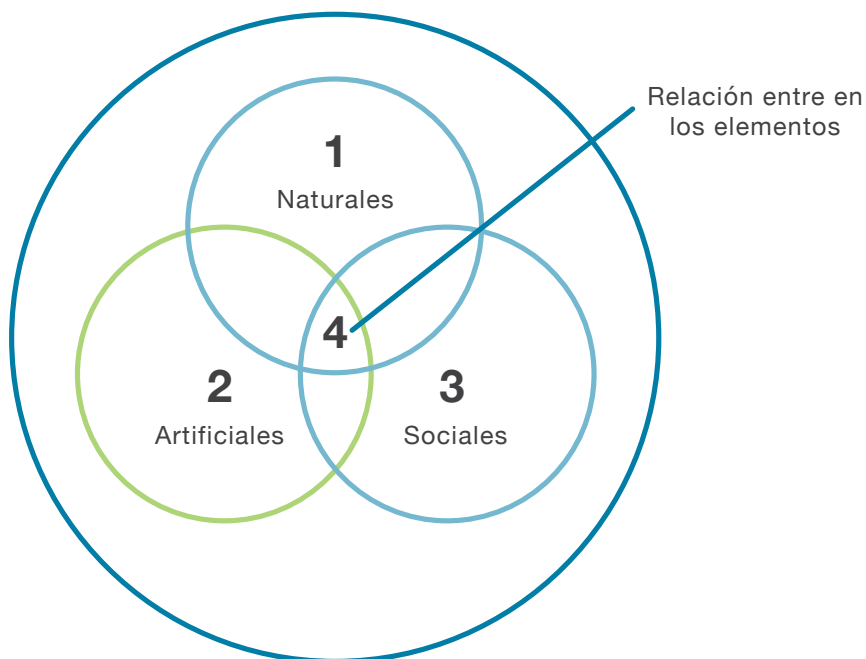 1
Naturales
Relación entre en
los elementos
4
2
Artificiales
3
Sociales